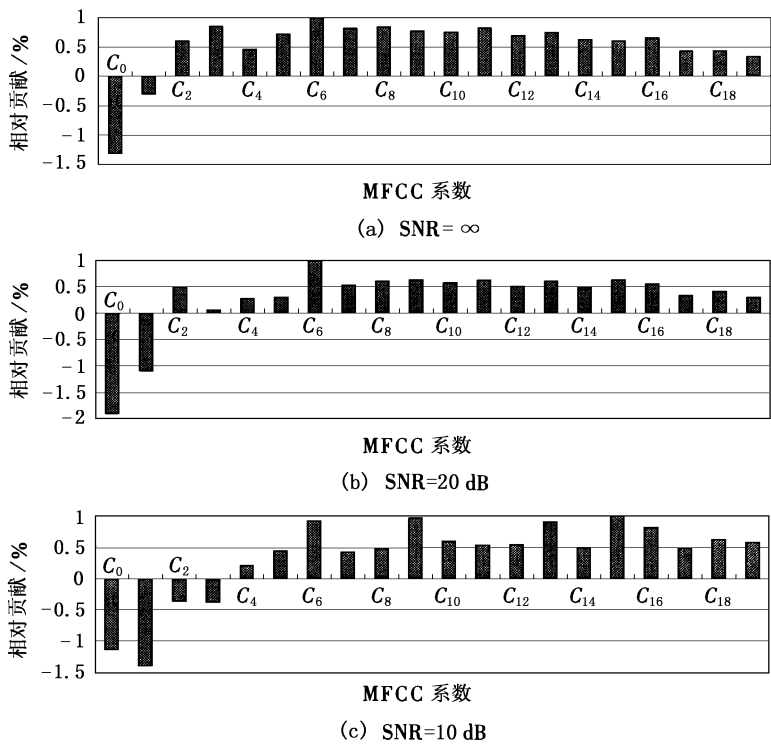 1
0.5
0
−0.5
−1
−1.5
相对贡献/%
C₀
C₂ C₄ C₆ C₈ C₁₀ C₁₂ C₁₄ C₁₆ C₁₈
MFCC 系数
(a) SNR= ∞
1
0.5
0
−0.5
−1
−1.5
−2
相对贡献/%
C₀
C₂ C₄ C₆ C₈ C₁₀ C₁₂ C₁₄ C₁₆ C₁₈
MFCC 系数
(b) SNR=20 dB
1
0.5
0
−0.5
−1
−1.5
相对贡献/%
C₀ C₂
C₄ C₆ C₈ C₁₀ C₁₂ C₁₄ C₁₆ C₁₈
MFCC 系数
(c) SNR=10 dB